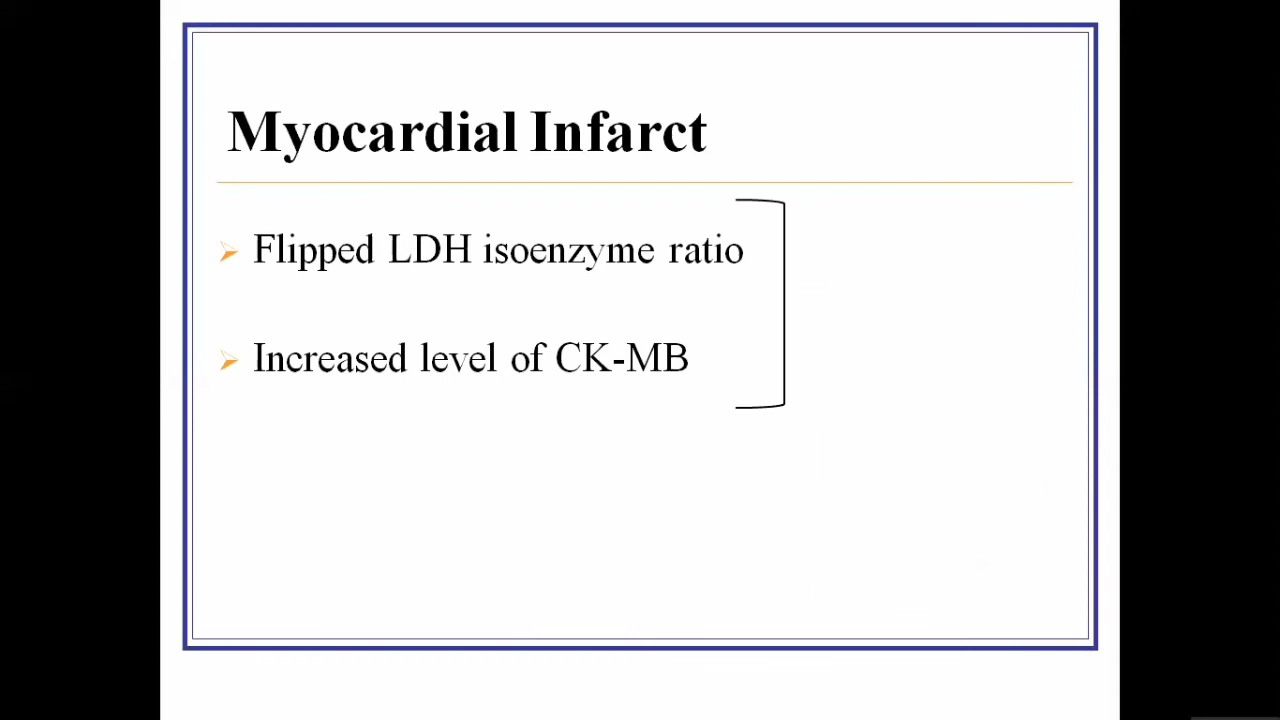 Myocardial Infarct
Flipped LDH isoenzyme ratio
Increased level of CK-MB